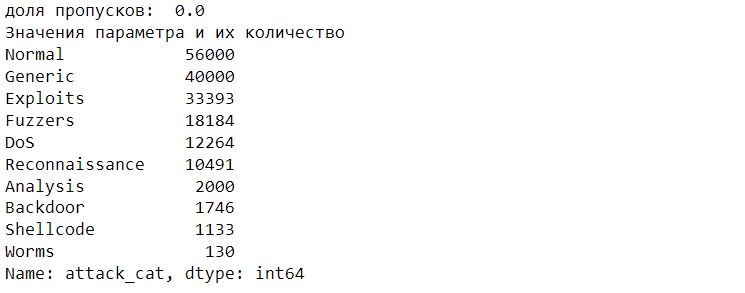 доля пропусков:  0.0
Значения параметра и их количество
Normal            56000
Generic           40000
Exploits          33393
Fuzzers           18184
DoS               12264
Reconnaissance    10491
Analysis           2000
Backdoor           1746
Shellcode          1133
Worms               130
Name: attack_cat, dtype: int64